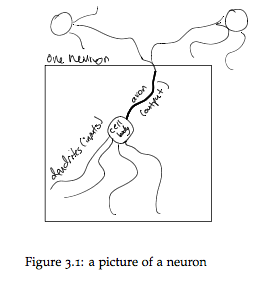 one neuron
axon
(output)
cell
body
dendrites (inputs)
Figure 3.1: a picture of a neuron